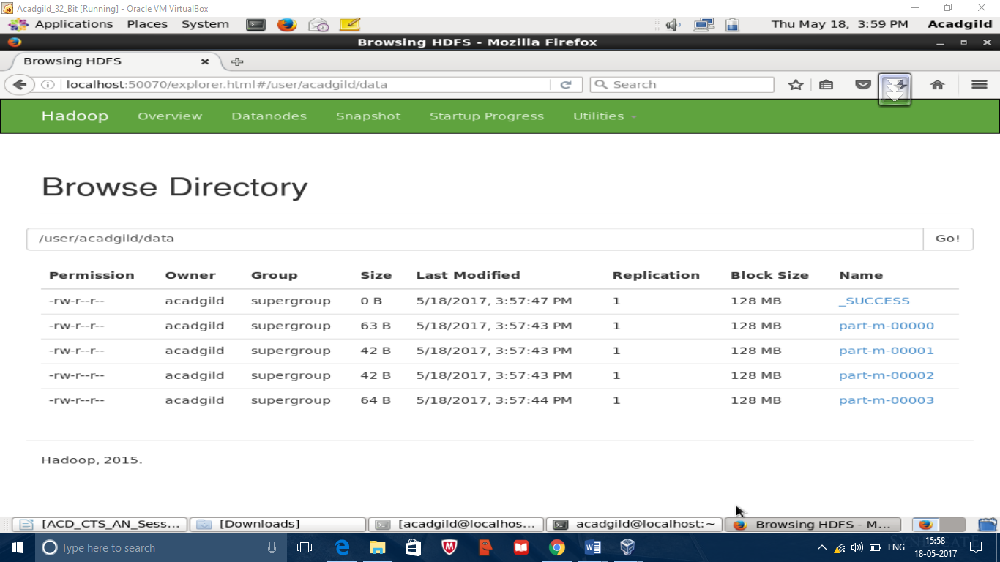 Acadgild_32_Bit [Running] - Oracle VM VirtualBox
Applications Places System Thu May 18, 3:59 PM Acadgild
Browsing HDFS - Mozilla Firefox
Browsing HDFS
localhost:50070/explorer.html#/user/acadgild/data Search
Hadoop Overview Datanodes Snapshot Startup Progress Utilities
Browse Directory
/user/acadgild/data Go!
Permission Owner Group Size Last Modified Replication Block Size Name
-rw-r--r-- acadgild supergroup 0 B 5/18/2017, 3:57:47 PM 1 128 MB _SUCCESS
-rw-r--r-- acadgild supergroup 63 B 5/18/2017, 3:57:43 PM 1 128 MB part-m-00000
-rw-r--r-- acadgild supergroup 42 B 5/18/2017, 3:57:43 PM 1 128 MB part-m-00001
-rw-r--r-- acadgild supergroup 42 B 5/18/2017, 3:57:43 PM 1 128 MB part-m-00002
-rw-r--r-- acadgild supergroup 64 B 5/18/2017, 3:57:44 PM 1 128 MB part-m-00003
Hadoop, 2015.
[ACD_CTS_AN_Sess... [Downloads] [acadgild@localhos... acadgild@localhost:~ Browsing HDFS - M...
Type here to search ENG 15:58
18-05-2017